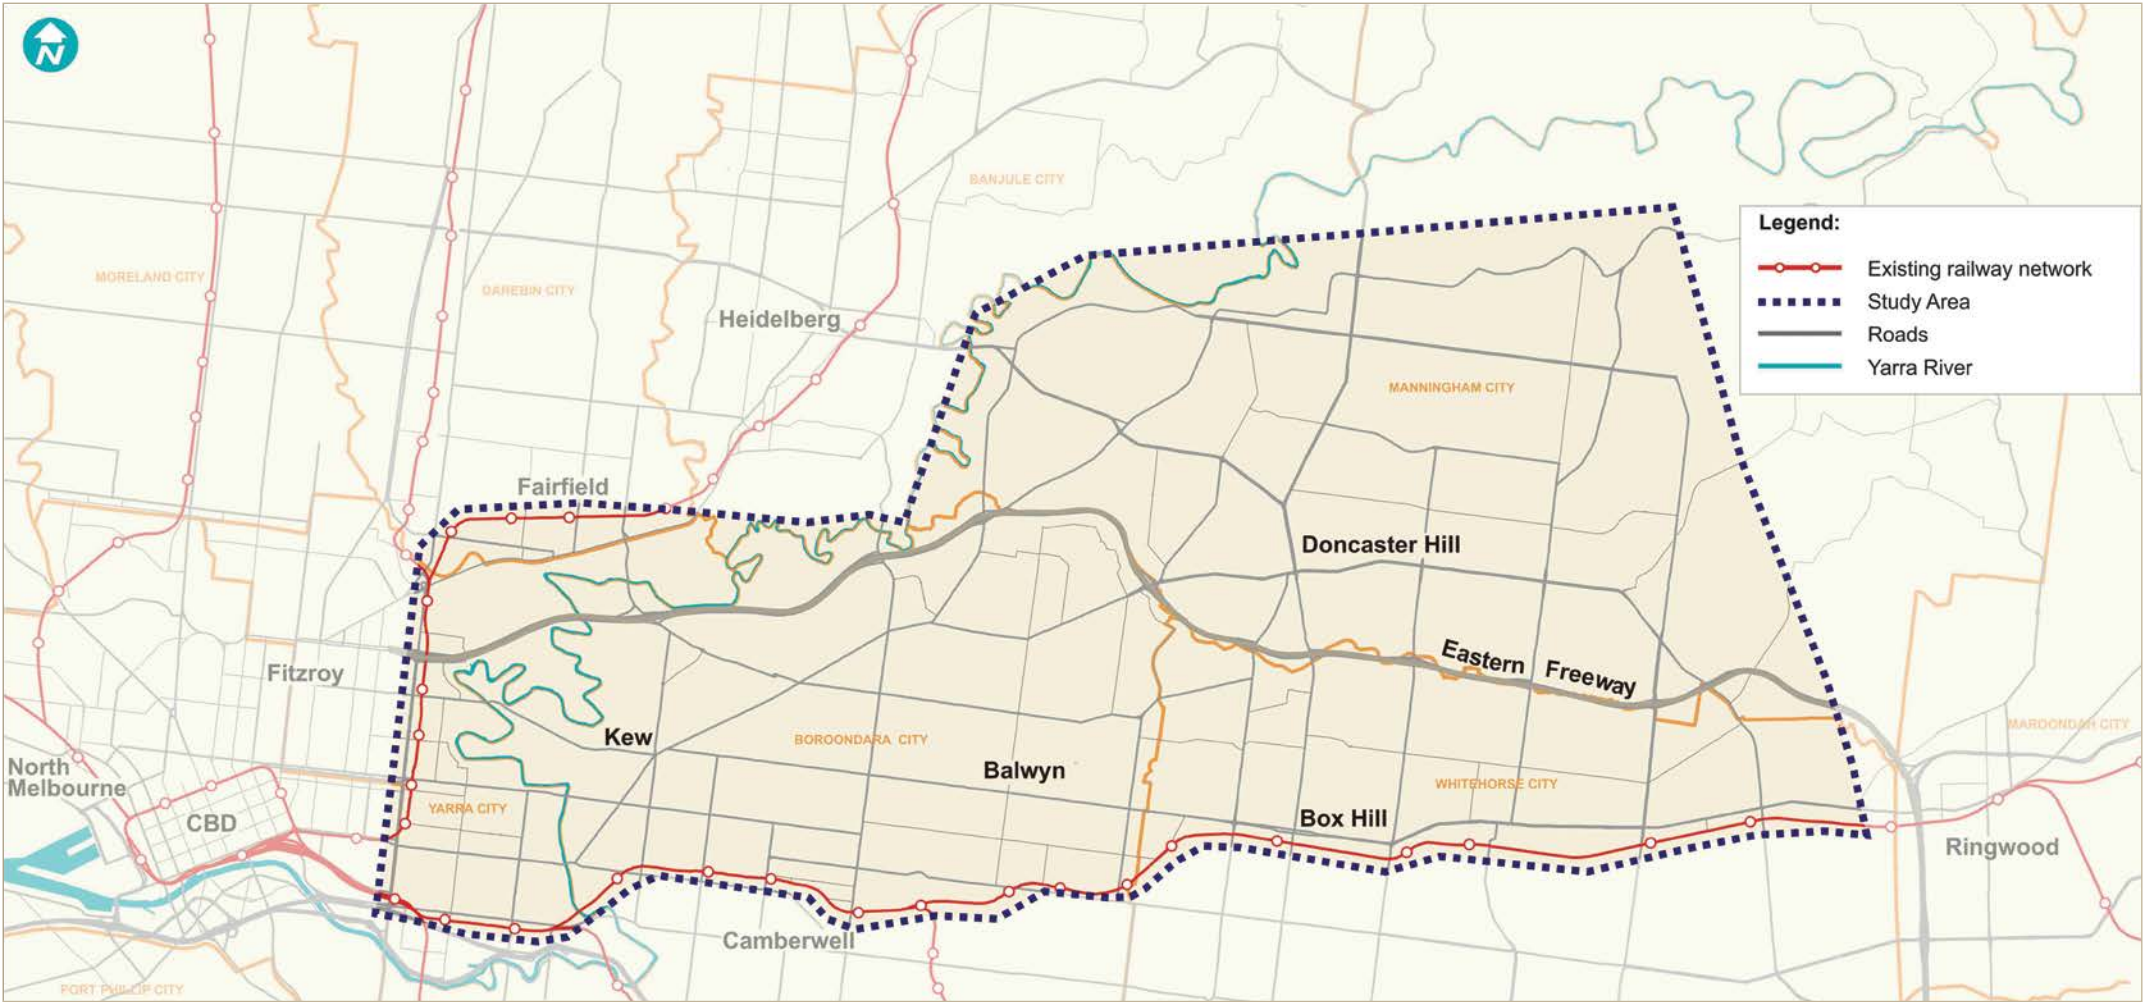 N
BANJULE CITY
Legend:
Existing railway network
Study Area
Roads
Yarra River
MORELAND CITY
DAREBIN CITY
Heidelberg
MANNINGHAM CITY
Fairfield
Doncaster Hill
Eastern Freeway
Fitzroy
Kew
BOROONDARA CITY
MAROONDAH CITY
Balwyn
North
Melbourne
WHITEHORSE CITY
YARRA CITY
CBD
Box Hill
Ringwood
Camberwell
PORT PHILLIP CITY